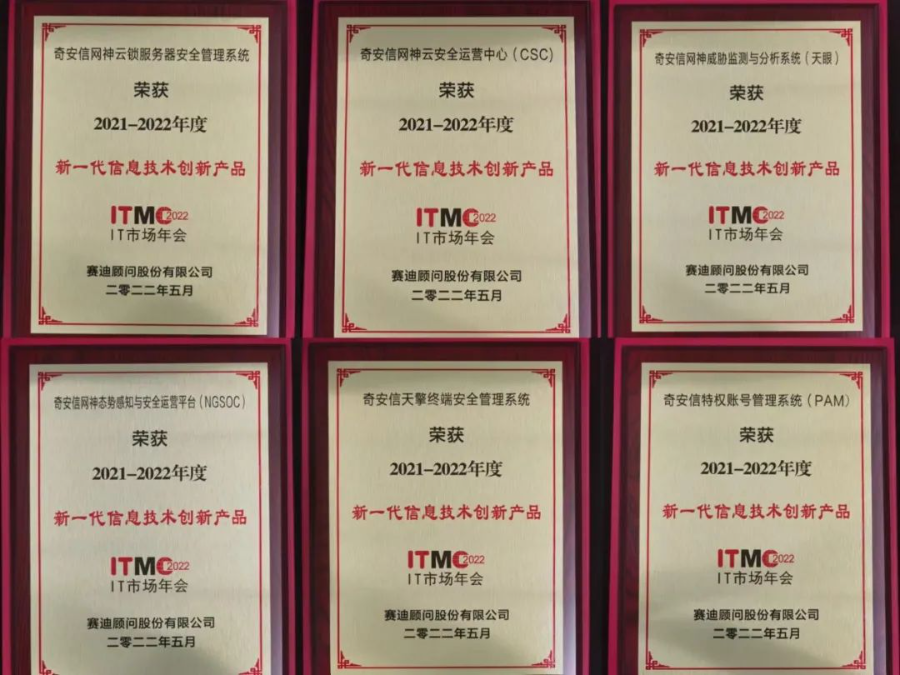 奇安信网神云锁服务器安全管理系统
荣获
2021-2022年度
新一代信息技术创新产品
ITMC 2022
IT市场年会
赛迪顾问股份有限公司
二零二二年五月
奇安信网神云安全运营中心（CSC）
荣获
2021-2022年度
新一代信息技术创新产品
ITMC 2022
IT市场年会
赛迪顾问股份有限公司
二零二二年五月
奇安信网神威胁监测与分析系统（天眼）
荣获
2021-2022年度
新一代信息技术创新产品
ITMC 2022
IT市场年会
赛迪顾问股份有限公司
二零二二年五月
奇安信网神态势感知与安全运营平台（NGSOC）
荣获
2021-2022年度
新一代信息技术创新产品
ITMC 2022
IT市场年会
赛迪顾问股份有限公司
二零二二年五月
奇安信天擎终端安全管理系统
荣获
2021-2022年度
新一代信息技术创新产品
ITMC 2022
IT市场年会
赛迪顾问股份有限公司
二零二二年五月
奇安信特权账号管理系统（PAM）
荣获
2021-2022年度
新一代信息技术创新产品
ITMC 2022
IT市场年会
赛迪顾问股份有限公司
二零二二年五月